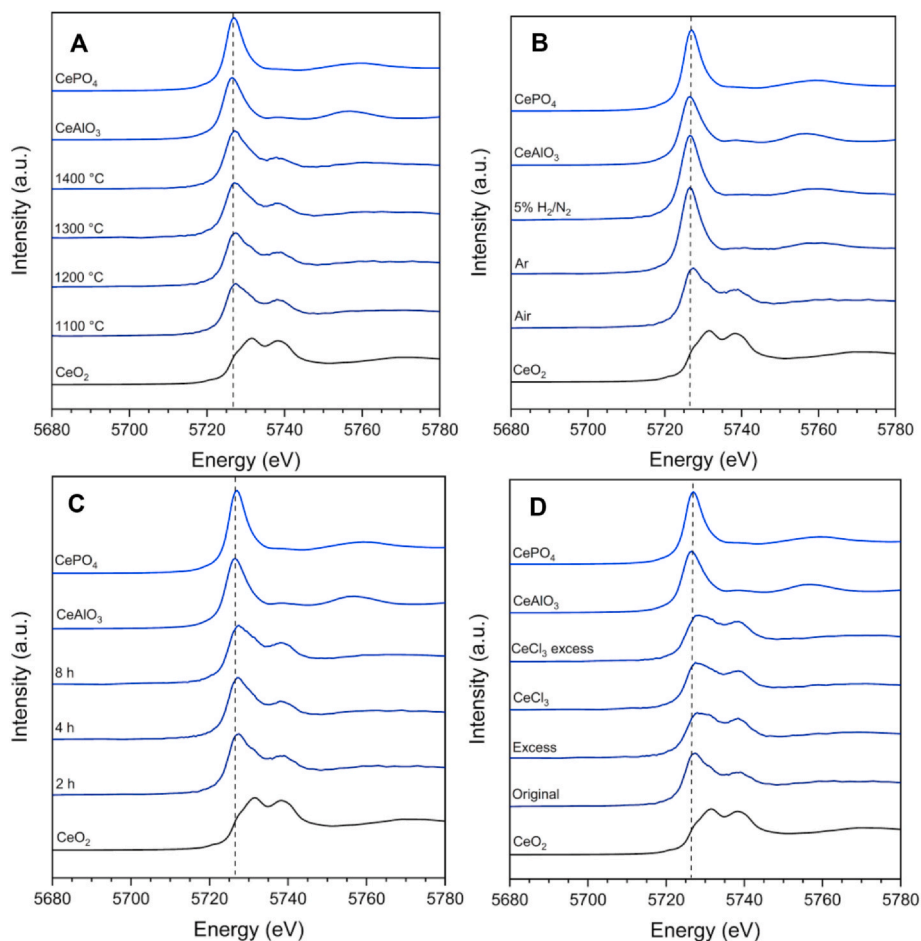 A
CePO4
CeAlO3
1400 °C
1300 °C
1200 °C
1100 °C
CeO2
Intensity (a.u.)
5680 5700 5720 5740 5760 5780
Energy (eV)
B
CePO4
CeAlO3
5% H2/N2
Ar
Air
CeO2
Intensity (a.u.)
5680 5700 5720 5740 5760 5780
Energy (eV)
C
CePO4
CeAlO3
8 h
4 h
2 h
CeO2
Intensity (a.u.)
5680 5700 5720 5740 5760 5780
Energy (eV)
D
CePO4
CeAlO3
CeCl3 excess
CeCl3
Excess
Original
CeO2
Intensity (a.u.)
5680 5700 5720 5740 5760 5780
Energy (eV)